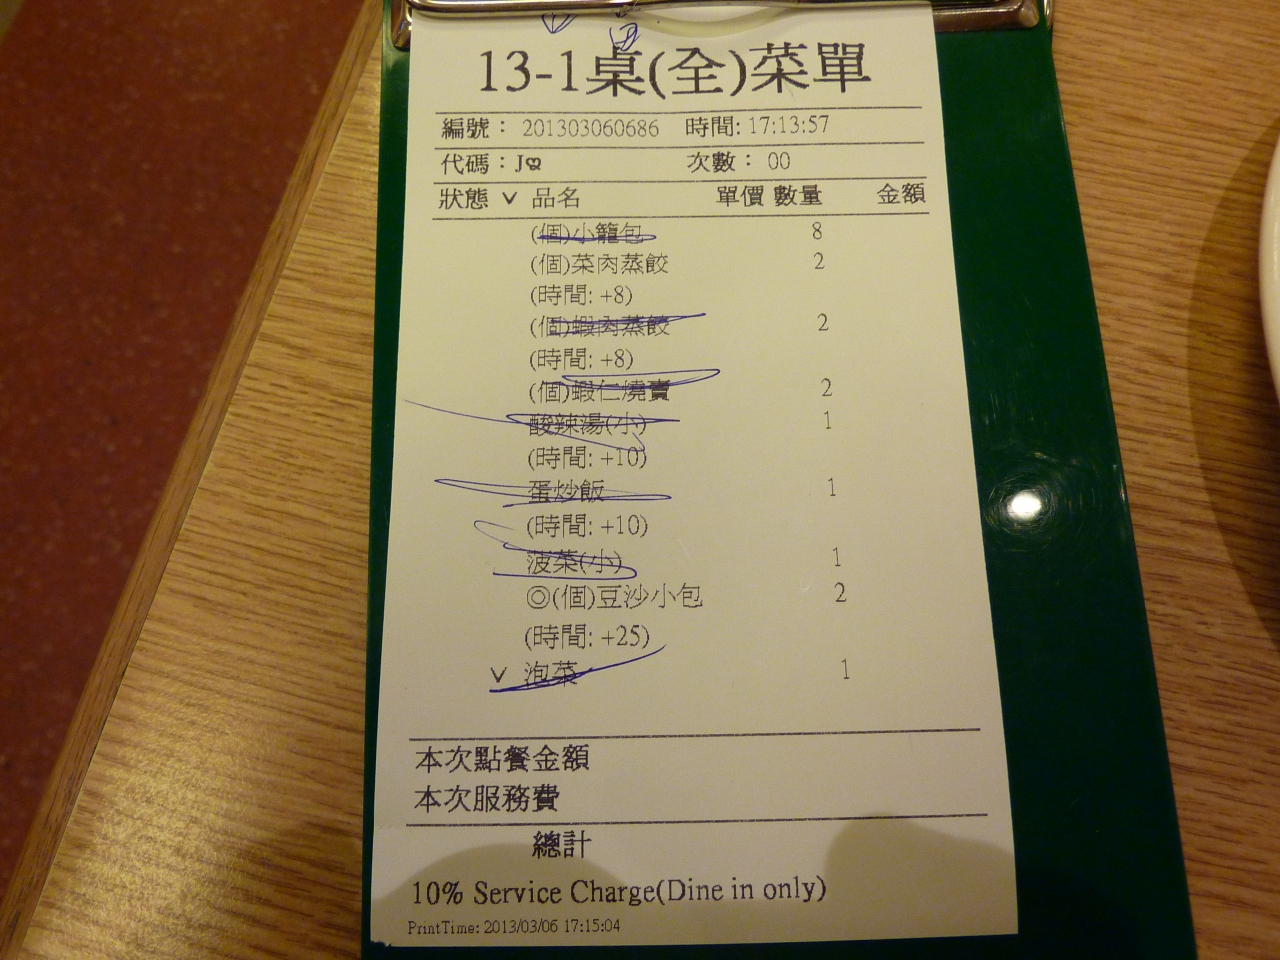 13-1桌(全)菜單
編號： 201303060686 時間: 17:13:57
代碼：J 次數： 00
狀態 ∨ 品名 單價 數量 金額
(個)小籠包 8
(個)菜肉蒸餃 2
(時間: +8)
(個)蝦肉蒸餃 2
(時間: +8)
(個)蝦仁燒賣 2
酸辣湯(小) 1
(時間: +10)
蛋炒飯 1
(時間: +10)
菠菜(小) 1
◎(個)豆沙小包 2
(時間: +25)
∨ 泡菜 1
本次點餐金額
本次服務費
總計
10% Service Charge(Dine in only)
PrintTime: 2013/03/06 17:15:04